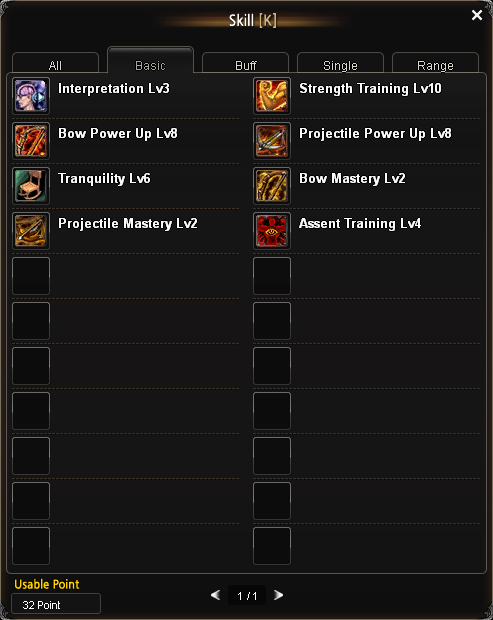 Skill [K]
All Basic Buff Single Range
Interpretation Lv3 Strength Training Lv10
Bow Power Up Lv8 Projectile Power Up Lv8
Tranquility Lv6 Bow Mastery Lv2
Projectile Mastery Lv2 Assent Training Lv4
Usable Point
32 Point
1 / 1